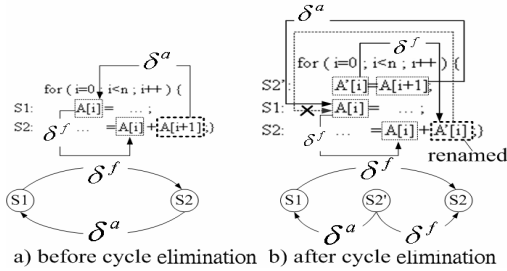 δᵃ
for ( i=0 ; i<n ; i++ ) {
S1: A[i]= ... ;
S2: ... =A[i]+A[i+1];}
δᶠ
δᶠ
S1 S2
δᵃ
a) before cycle elimination
δᵃ
δᶠ
for ( i=0 ; i<n ; i++ ) {
S2': A'[i]=A[i+1];
S1: A[i]= ... ;
S2: ... =A[i]+A'[i];}
δᶠ
renamed
δᶠ
S1 S2' S2
δᵃ δᶠ
b) after cycle elimination